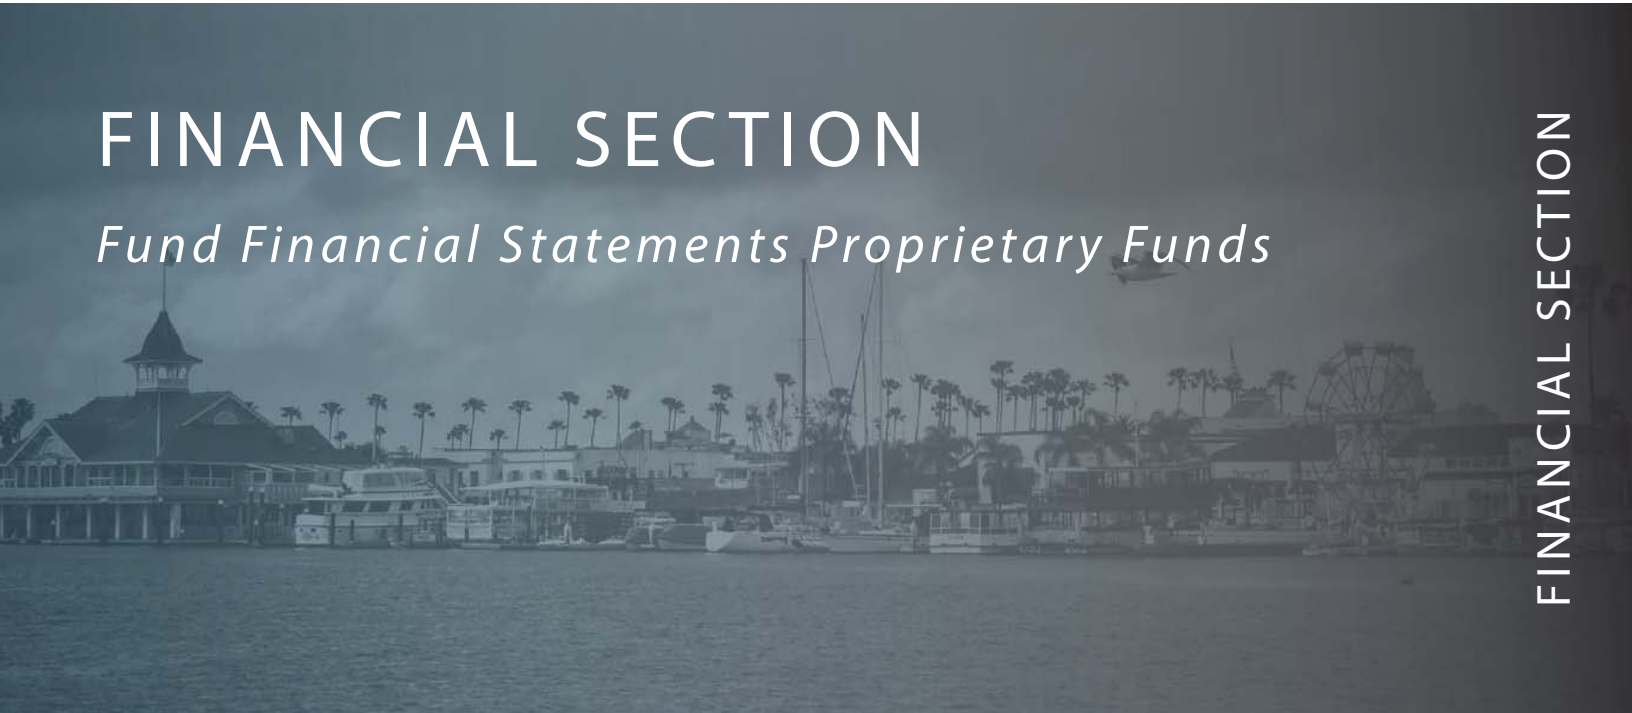 FINANCIAL SECTION
Fund Financial Statements Proprietary Funds
FINANCIAL SECTION